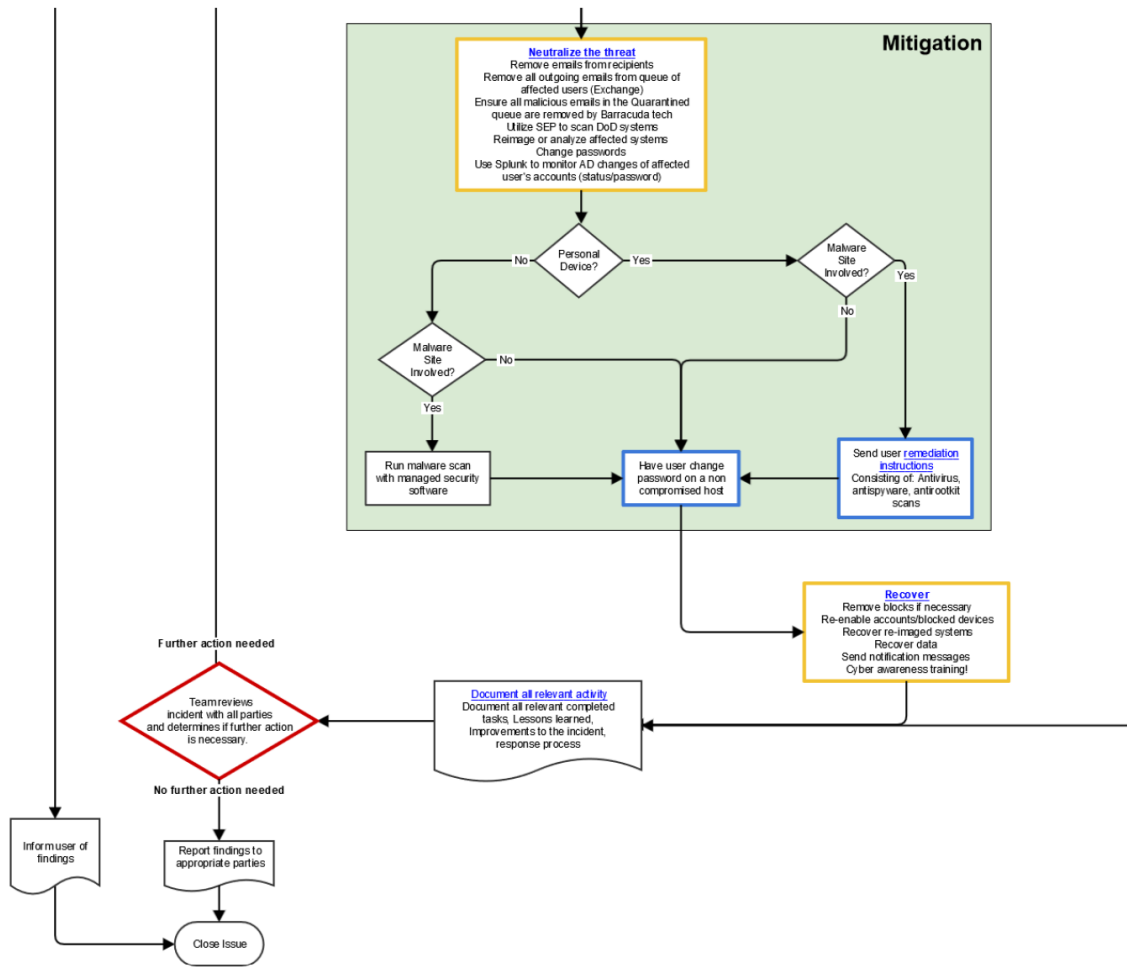 Mitigation
Neutralize the threat
Remove emails from recipients
Remove all outgoing emails from queue of
affected users (Exchange)
Ensure all malicious emails in the Quarantined
queue are removed by Barracuda tech
Utilize SEP to scan DoD systems
Reimage or analyze affected systems
Change passwords
Use Splunk to monitor AD changes of affected
user's accounts (status/password)
Personal
Device?
No
Yes
Malware
Site
Involved?
Yes
No
Malware
Site
Involved?
No
Yes
Run malware scan
with managed security
software
Have user change
password on a non
compromised host
Send user remediation
instructions
Consisting of: Antivirus,
antispyware, antirootkit
scans
Recover
Remove blocks if necessary
Re-enable accounts/blocked devices
Recover re-imaged systems
Recover data
Send notification messages
Cyber awareness training!
Further action needed
Team reviews
incident with all parties
and determines if further action
is necessary.
No further action needed
Document all relevant activity
Document all relevant completed
tasks, Lessons learned,
Improvements to the incident,
response process
Inform user of
findings
Report findings to
appropriate parties
Close Issue